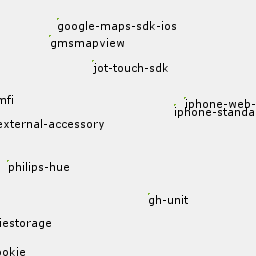 google-maps-sdk-ios
gmsmapview
jot-touch-sdk
mfi
iphone-web-
iphone-standa
external-accessory
philips-hue
gh-unit
iestorage
ookie